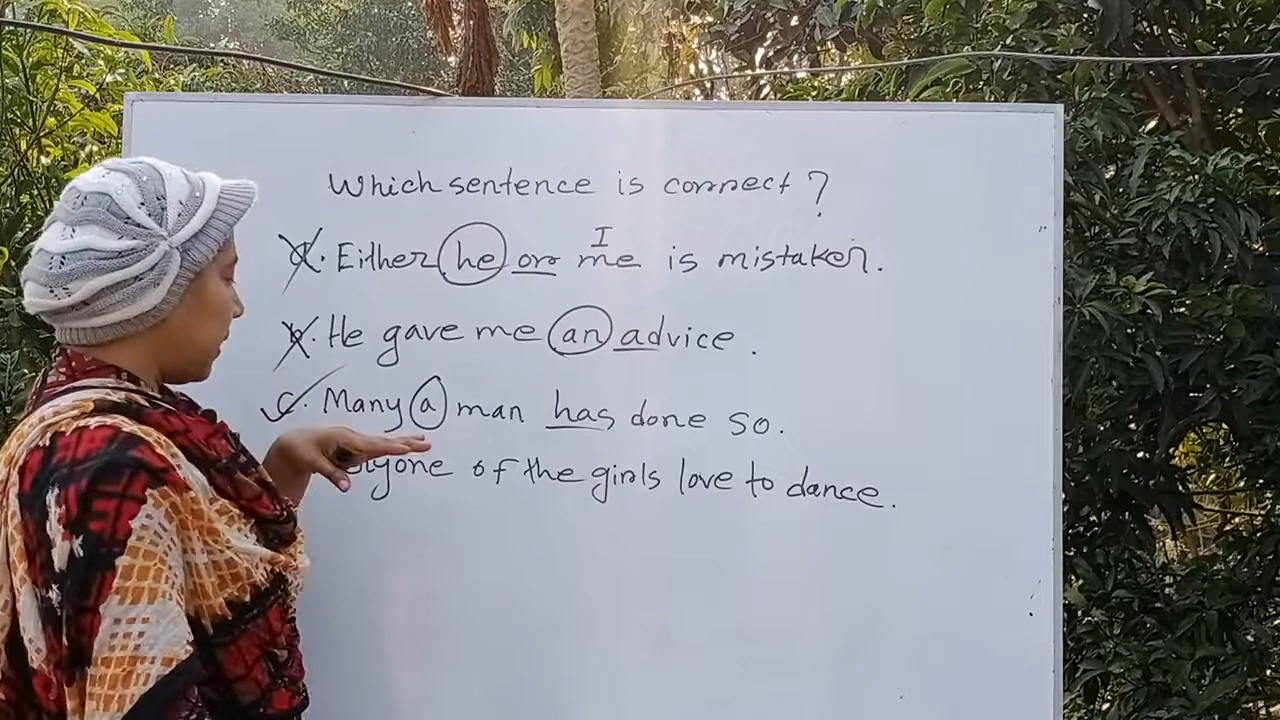 Which sentence is correct?
I
a. Either he or me is mistaken.
b. He gave me an advice.
c. Many a man has done so.
of the girls love to dance.